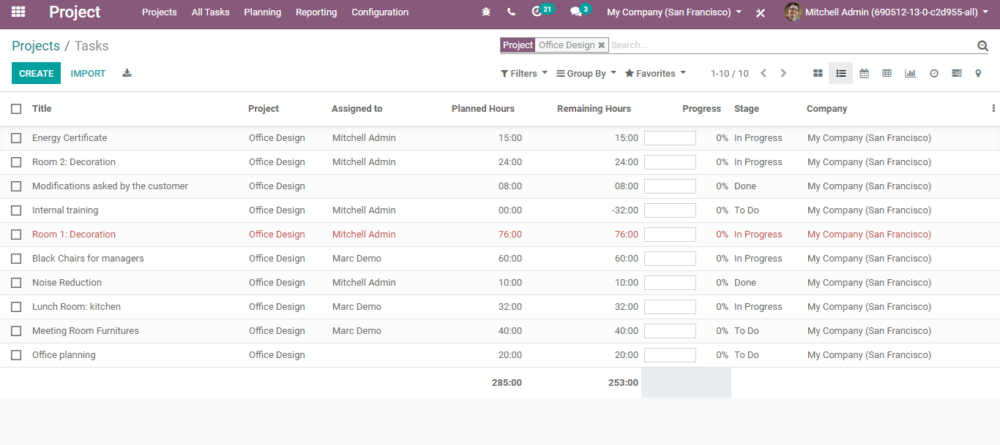 Project Projects All Tasks Planning Reporting Configuration 21 3 My Company (San Francisco) Mitchell Admin (690512-13-0-c2d955-all)
Projects / Tasks Project Office Design Search...
CREATE IMPORT Filters Group By Favorites 1-10 / 10
Title Project Assigned to Planned Hours Remaining Hours Progress Stage Company
Energy Certificate Office Design Mitchell Admin 15:00 15:00 0% In Progress My Company (San Francisco)
Room 2: Decoration Office Design Mitchell Admin 24:00 24:00 0% In Progress My Company (San Francisco)
Modifications asked by the customer Office Design 08:00 08:00 0% Done My Company (San Francisco)
Internal training Office Design Mitchell Admin 00:00 -32:00 0% To Do My Company (San Francisco)
Room 1: Decoration Office Design Mitchell Admin 76:00 76:00 0% In Progress My Company (San Francisco)
Black Chairs for managers Office Design Marc Demo 60:00 60:00 0% In Progress My Company (San Francisco)
Noise Reduction Office Design Mitchell Admin 10:00 10:00 0% Done My Company (San Francisco)
Lunch Room: kitchen Office Design Marc Demo 32:00 32:00 0% In Progress My Company (San Francisco)
Meeting Room Furnitures Office Design Marc Demo 40:00 40:00 0% To Do My Company (San Francisco)
Office planning Office Design 20:00 20:00 0% To Do My Company (San Francisco)
285:00 253:00